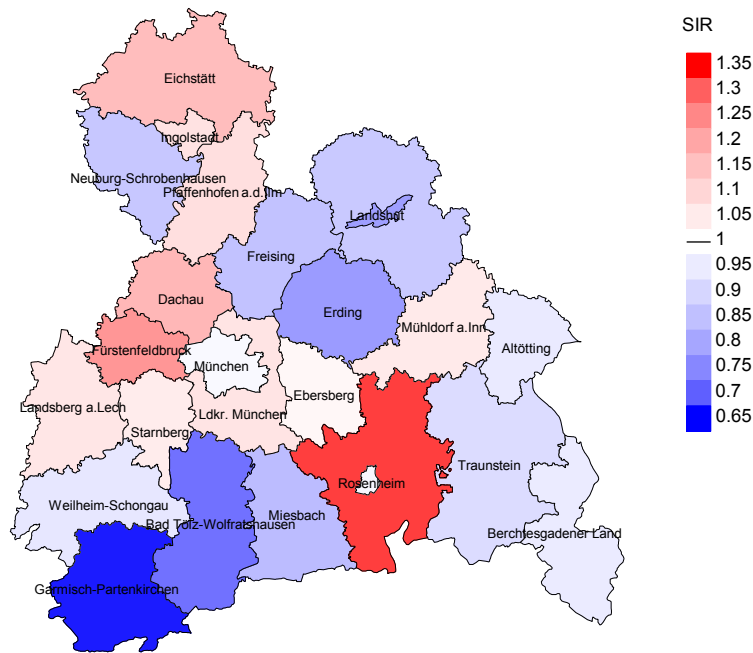 SIR
1.35
1.3
1.25
1.2
1.15
1.1
1.05
1
0.95
0.9
0.85
0.8
0.75
0.7
0.65
Eichstätt
Ingolstadt
Neuburg-Schrobenhausen
Pfaffenhofen a.d.Ilm
Landshut
Freising
Dachau
Erding
Mühldorf a.Inn
Altötting
Fürstenfeldbruck
München
Ebersberg
Landsberg a.Lech
Ldkr. München
Starnberg
Traunstein
Rosenheim
Weilheim-Schongau
Bad Tölz-Wolfratshausen
Miesbach
Berchtesgadener Land
Garmisch-Partenkirchen